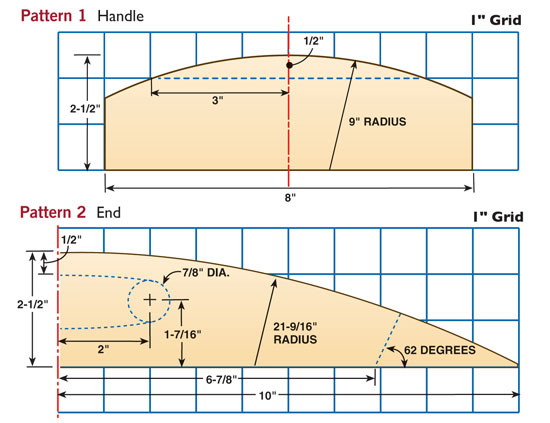 Pattern 1 Handle
1" Grid
1/2"
2-1/2"
3"
9" RADIUS
8"
Pattern 2 End
1" Grid
1/2"
7/8" DIA.
2-1/2"
1-7/16"
21-9/16"
RADIUS
2"
62 DEGREES
6-7/8"
10"